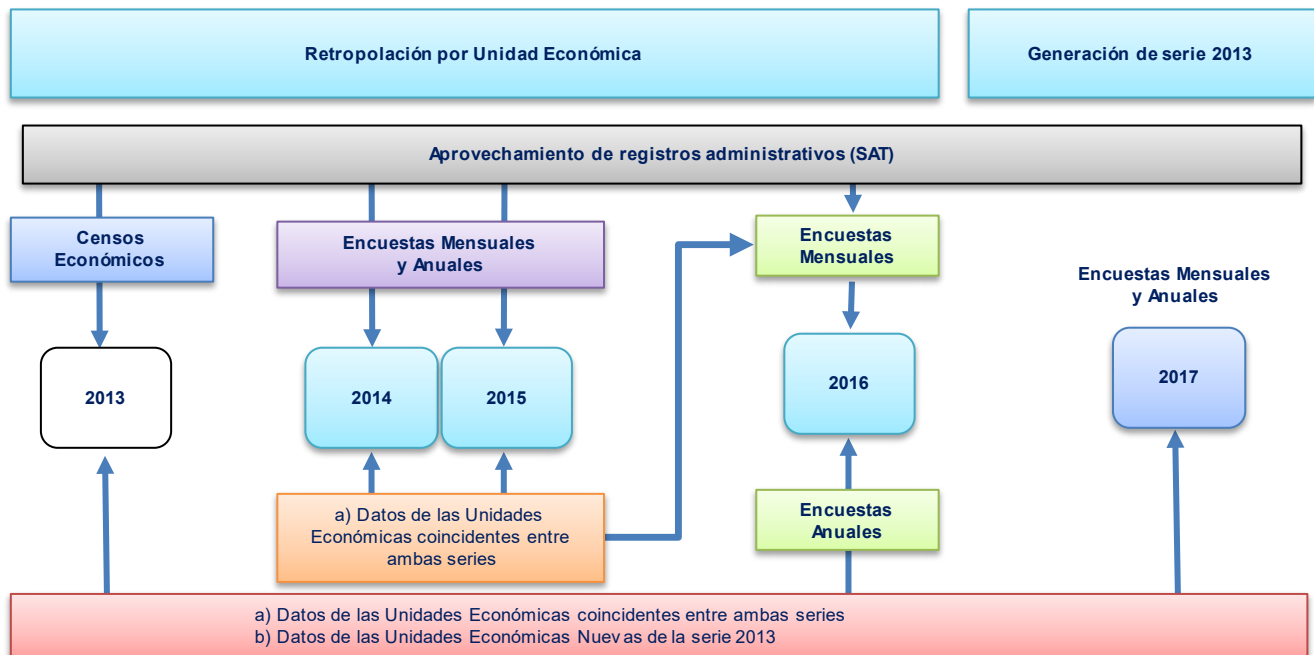 Retropolación por Unidad Económica
Generación de serie 2013
Aprovechamiento de registros administrativos (SAT)
Censos
Económicos
Encuestas Mensuales
y Anuales
Encuestas
Mensuales
Encuestas Mensuales
y Anuales
2013
2014
2015
2016
2017
a) Datos de las Unidades
Económicas coincidentes entre
ambas series
Encuestas
Anuales
a) Datos de las Unidades Económicas coincidentes entre ambas series
b) Datos de las Unidades Económicas Nuevas de la serie 2013